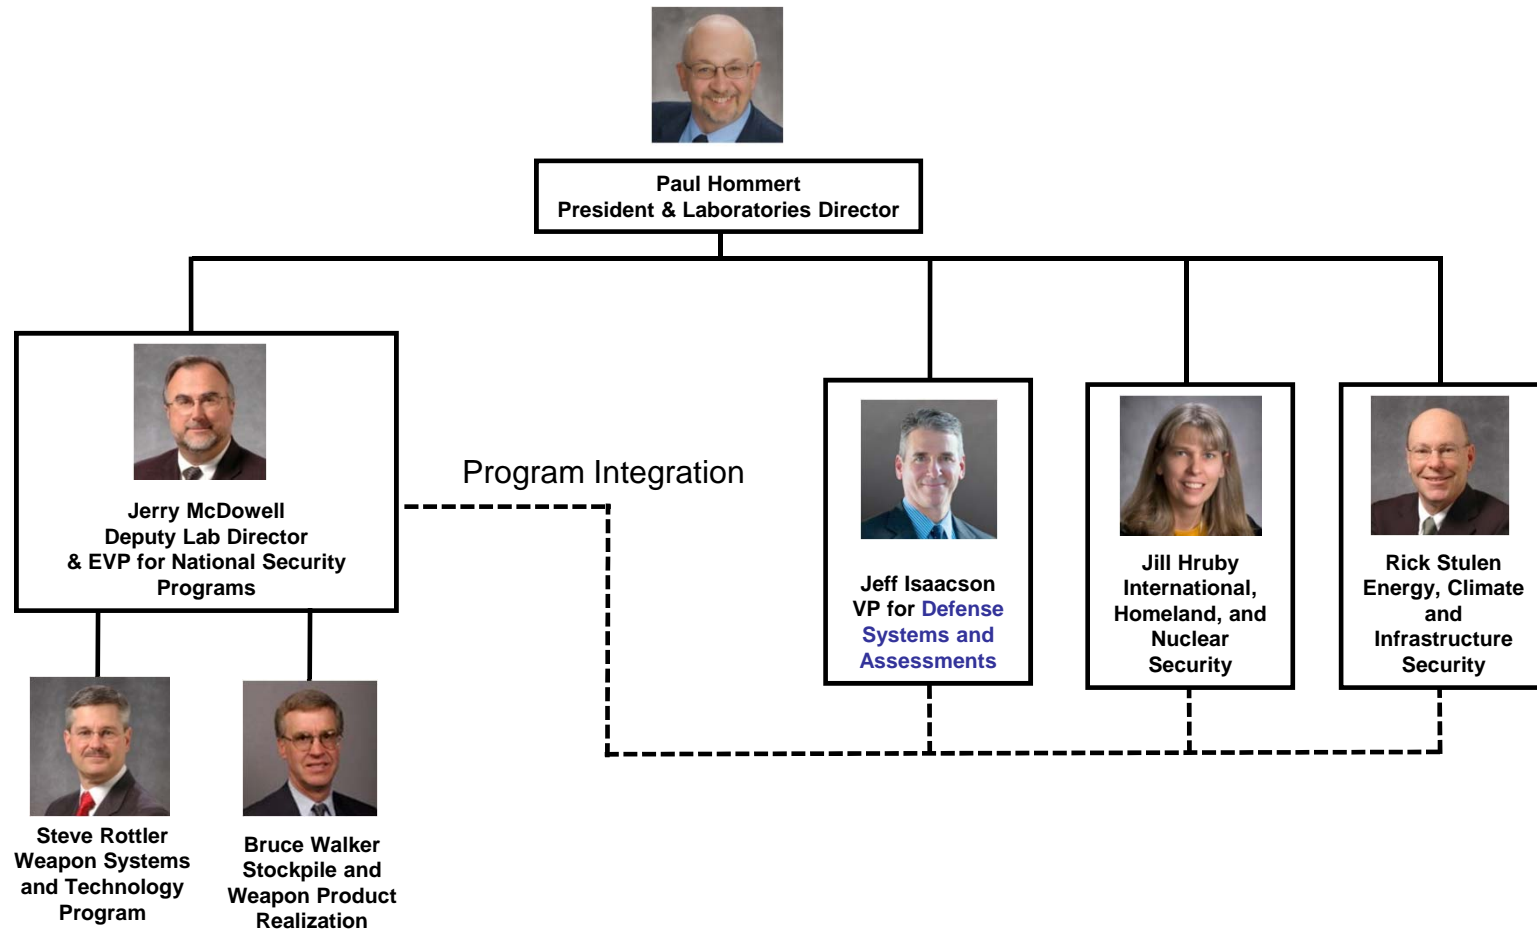 Paul Hommert
President & Laboratories Director
Program Integration
Jerry McDowell
Deputy Lab Director
& EVP for National Security
Programs
Jeff Isaacson
VP for Defense
Systems and
Assessments
Jill Hruby
International,
Homeland, and
Nuclear
Security
Rick Stulen
Energy, Climate
and
Infrastructure
Security
Steve Rottler
Weapon Systems
and Technology
Program
Bruce Walker
Stockpile and
Weapon Product
Realization